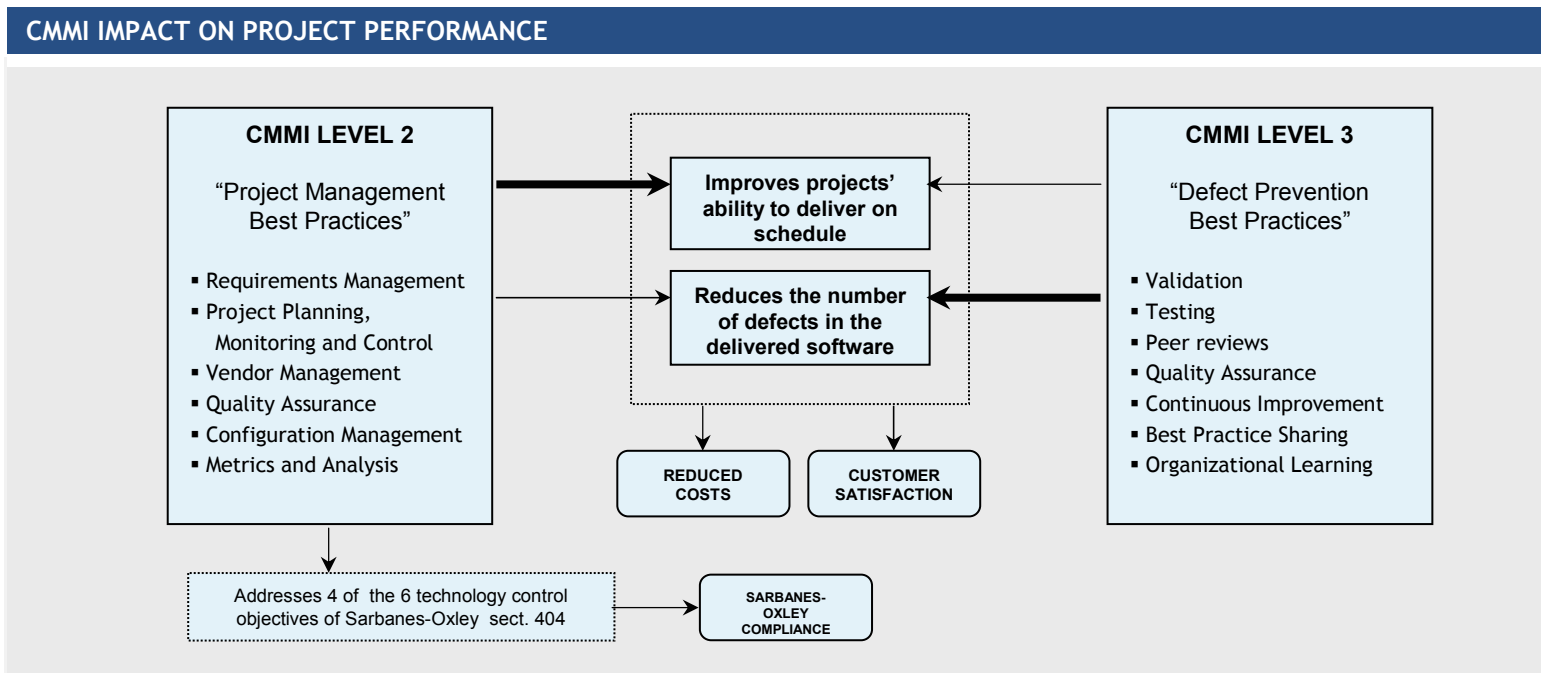 CMMI IMPACT ON PROJECT PERFORMANCE
CMMI LEVEL 2
“Project Management
Best Practices”
▪ Requirements Management
▪ Project Planning,
Monitoring and Control
▪ Vendor Management
▪ Quality Assurance
▪ Configuration Management
▪ Metrics and Analysis
Improves projects’
ability to deliver on
schedule
Reduces the number
of defects in the
delivered software
REDUCED
COSTS
CUSTOMER
SATISFACTION
CMMI LEVEL 3
“Defect Prevention
Best Practices”
▪ Validation
▪ Testing
▪ Peer reviews
▪ Quality Assurance
▪ Continuous Improvement
▪ Best Practice Sharing
▪ Organizational Learning
Addresses 4 of the 6 technology control
objectives of Sarbanes-Oxley sect. 404
SARBANES-
OXLEY
COMPLIANCE